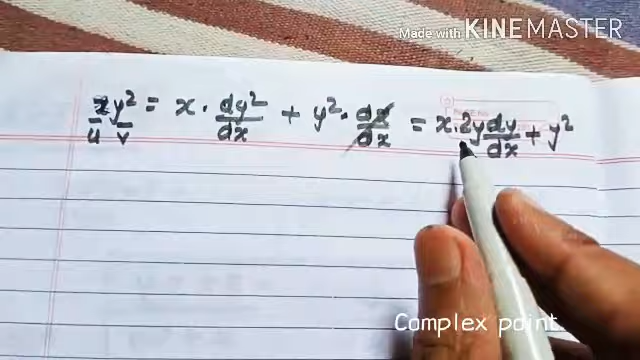 Made with KINEMASTER
xy² = x · dy²/dx + y² · dx/dx = x · 2y dy/dx + y²
u v
Complex point